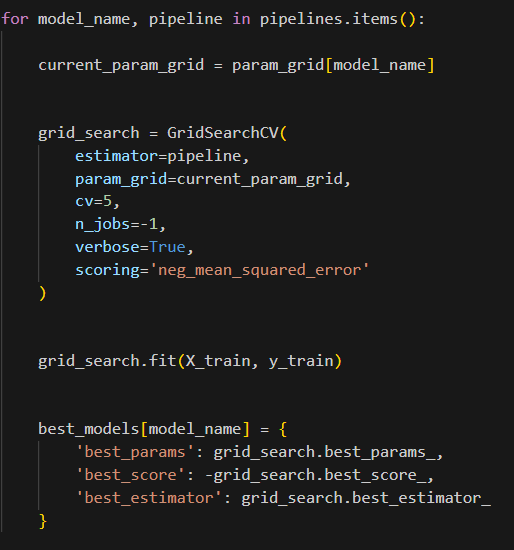 for model_name, pipeline in pipelines.items():
    current_param_grid = param_grid[model_name]
    grid_search = GridSearchCV(
        estimator=pipeline,
        param_grid=current_param_grid,
        cv=5,
        n_jobs=-1,
        verbose=True,
        scoring='neg_mean_squared_error'
    )
    grid_search.fit(X_train, y_train)
    best_models[model_name] = {
        'best_params': grid_search.best_params_,
        'best_score': -grid_search.best_score_,
        'best_estimator': grid_search.best_estimator_
    }